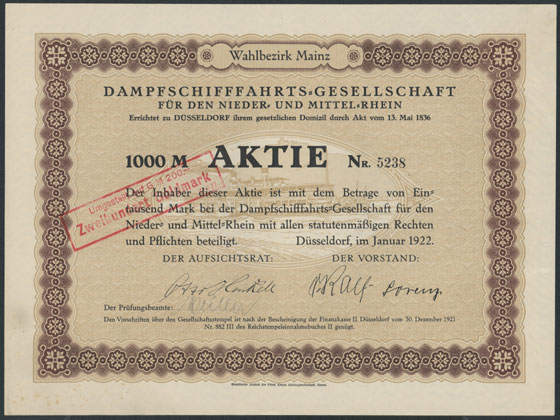 Wahlbezirk Mainz
DAMPFSCHIFFFAHRTS=GESELLSCHAFT
FÜR DEN NIEDER= UND MITTEL=RHEIN
Errichtet zu DÜSSELDORF ihrem gesetzlichen Domizil durch Akt vom 13. Mai 1836
1000 M AKTIE NR. 5238
Zweihundert Goldmark
Der Inhaber dieser Aktie ist mit dem Betrage von Ein=
tausend Mark bei der Dampfschifffahrts=Gesellschaft für den
Nieder= und Mittel=Rhein mit allen statutenmäßigen Rechten
und Pflichten beteiligt. Düsseldorf, im Januar 1922.
DER AUFSICHTSRAT: DER VORSTAND:
Der Prüfungsbeamte:
Den Vorschriften über den Gesellschaftsstempel ist nach der Bescheinigung der Finanzkasse II. Düsseldorf vom 30. Dezember 1921
Nr. 882 III des Reichstempeleinnahmebuches II genügt.